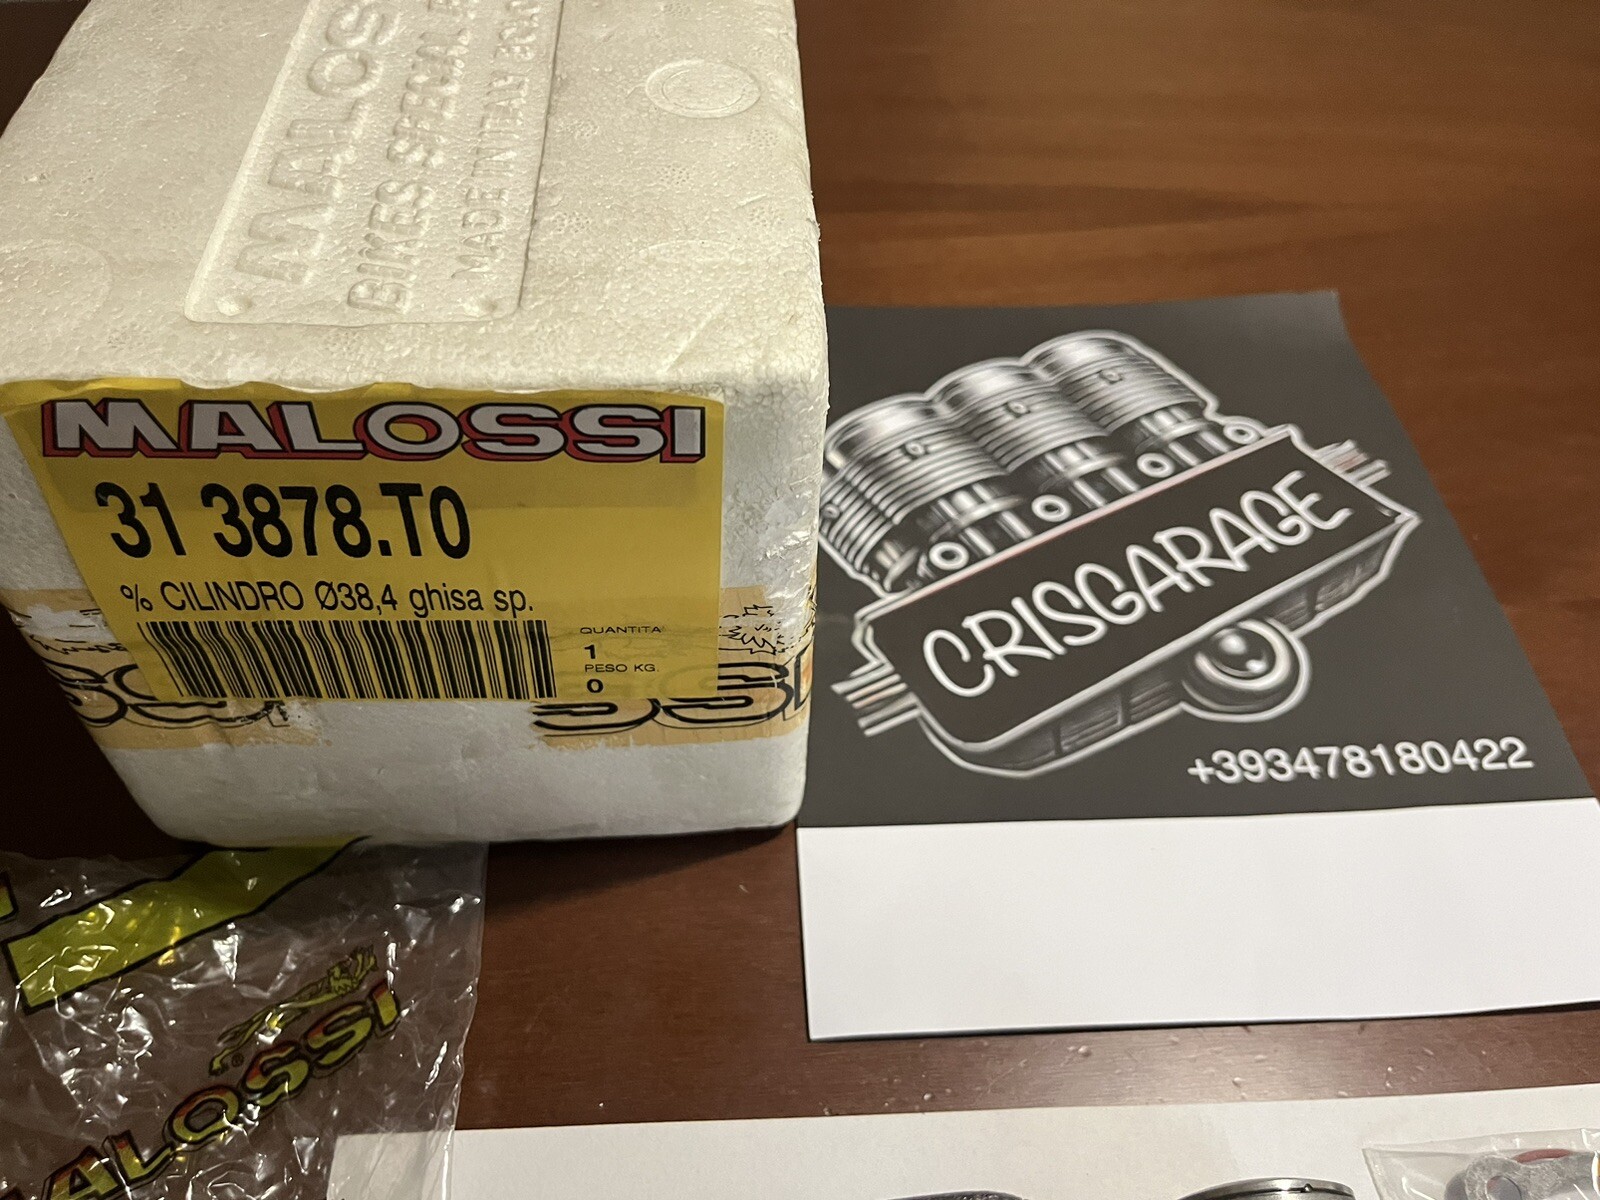 MALOS
BIKES SPECIAL
MADE IN ITALY
MALOSSI
31 3878.T0
% CILINDRO Ø38,4 ghisa sp.
QUANTITA'
1
PESO KG.
0
CRISGARAGE
+393478180422
®
MALOSSI